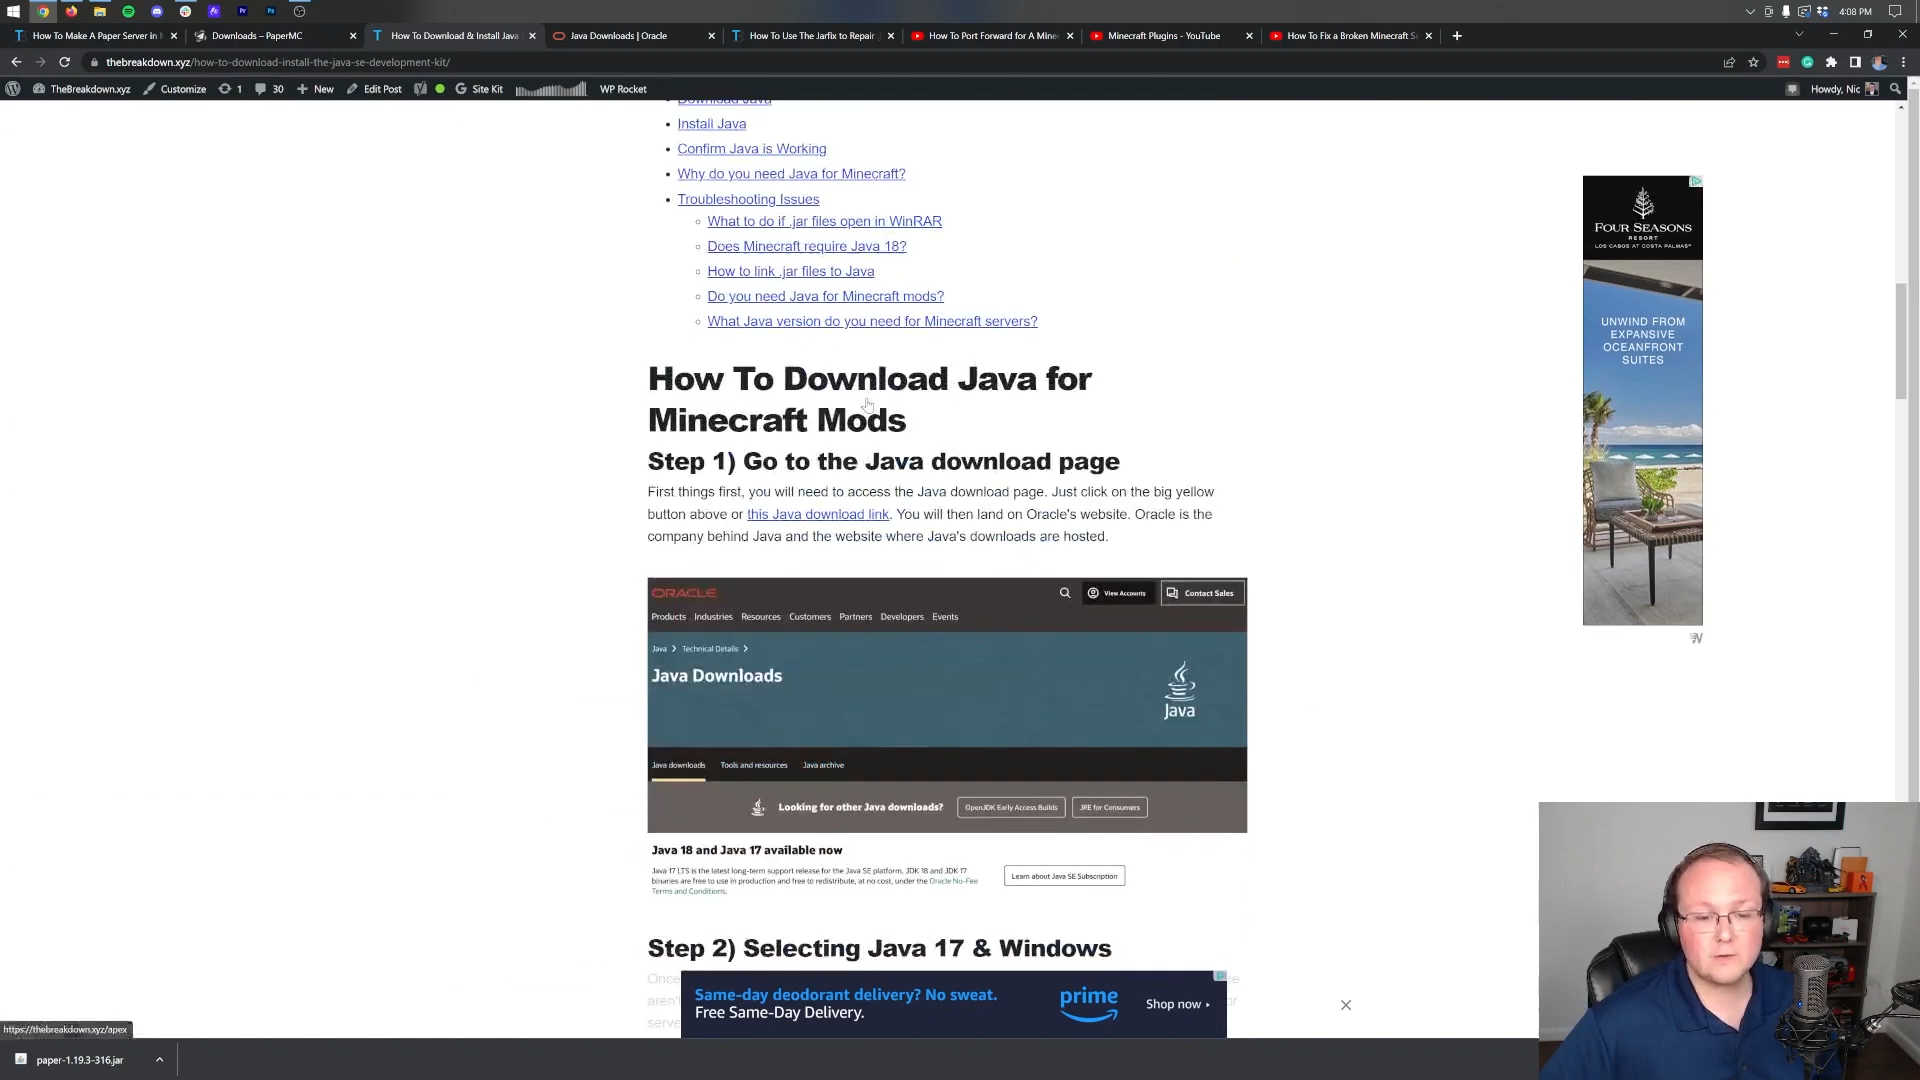 4:08 PM
How To Make A Paper Server in
Downloads – PaperMC
How To Download & Install Java
Java Downloads | Oracle
How To Use The Jarfix to Repair
How To Port Forward for A Mine
Minecraft Plugins - YouTube
How To Fix a Broken Minecraft Se
thebreakdown.xyz/how-to-download-install-the-java-se-development-kit/
TheBreakdown.xyz
Customize
1
30
New
Edit Post
Site Kit
WP Rocket
Howdy, Nic
Download Java
Install Java
Confirm Java is Working
Why do you need Java for Minecraft?
Troubleshooting Issues
What to do if .jar files open in WinRAR
Does Minecraft require Java 18?
How to link .jar files to Java
Do you need Java for Minecraft mods?
What Java version do you need for Minecraft servers?
How To Download Java for
Minecraft Mods
Step 1) Go to the Java download page
First things first, you will need to access the Java download page. Just click on the big yellow
button above or this Java download link. You will then land on Oracle's website. Oracle is the
company behind Java and the website where Java's downloads are hosted.
ORACLE
View Accounts
Contact Sales
Products Industries Resources Customers Partners Developers Events
Java > Technical Details >
Java Downloads
Java
Java downloads Tools and resources Java archive
Looking for other Java downloads?
OpenJDK Early Access Builds
JRE for Consumers
Java 18 and Java 17 available now
Java 17 LTS is the latest long-term support release for the Java SE platform. JDK 18 and JDK 17
binaries are free to use in production and free to redistribute, at no cost, under the Oracle No-Fee
Terms and Conditions.
Learn about Java SE Subscription
Step 2) Selecting Java 17 & Windows
Once
aren't
or
serve
Same-day deodorant delivery? No sweat.
Free Same-Day Delivery.
prime
Shop now
FOUR SEASONS
RESORT
LOS CABOS AT COSTA PALMAS
UNWIND FROM
EXPANSIVE
OCEANFRONT
SUITES
https://thebreakdown.xyz/apex
paper-1.19.3-316.jar